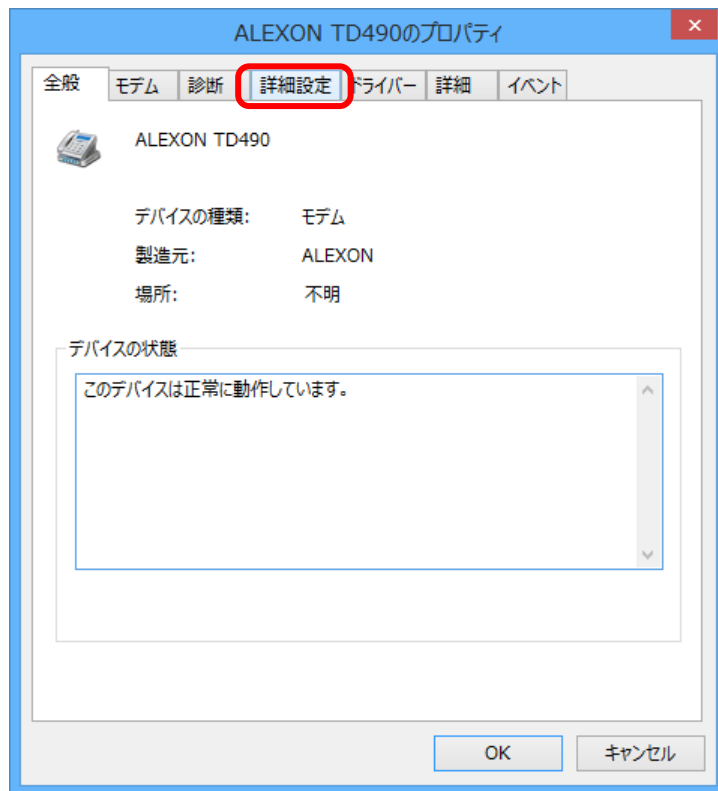 ALEXON TD490のプロパティ
全般 モデム 診断 詳細設定 ドライバー 詳細 イベント
ALEXON TD490
デバイスの種類: モデム
製造元: ALEXON
場所: 不明
デバイスの状態
このデバイスは正常に動作しています。
OK キャンセル